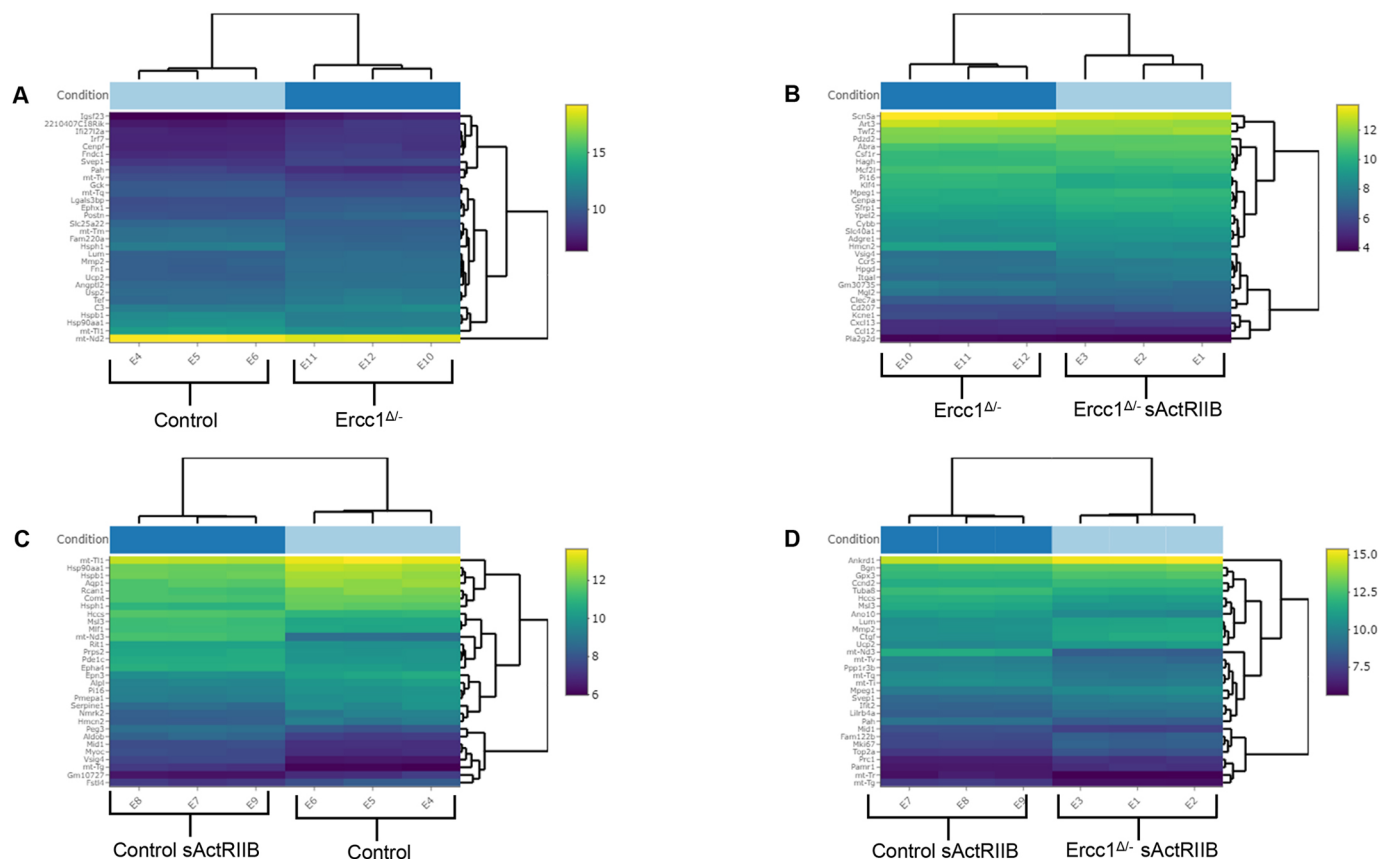 A
Condition
Igsf23
2210407C18Rik
Ifi27l2a
Irf7
Cenpf
Fndc1
Svep1
Pah
mt-Tv
Gck
mt-Tq
Lgals3bp
Ephx1
Postn
Slc25a22
mt-Tm
Fam220a
Hsph1
Lum
Mmp2
Fn1
Ucp2
Angptl2
Usp2
Tef
C3
Hspb1
Hsp90aa1
mt-Tl1
mt-Nd2
15
10
E4 E5 E6 E11 E12 E10
Control
Ercc1Δ/-
B
Condition
Scn5a
Art3
Twf2
Pdzd2
Abra
Csf1r
Hagh
Mcf2l
Pi16
Klf4
Mpeg1
Cenpa
Sfrp1
Ypel2
Cybb
Slc40a1
Adgre1
Hmcn2
Vsig4
Ccr5
Hpgd
Itgal
Gm30735
Mgl2
Clec7a
Cd207
Kcne1
Cxcl13
Ccl12
Pla2g2d
12
10
8
6
4
E10 E11 E12 E3 E2 E1
Ercc1Δ/-
Ercc1Δ/- sActRIIB
C
Condition
mt-Tl1
Hsp90aa1
Hspb1
Aqp1
Rcan1
Comt
Hsph1
Hccs
Msl3
Mlf1
mt-Nd3
Rit1
Prps2
Pde1c
Epha4
Epn3
Alpl
Pi16
Pmepa1
Serpine1
Nmrk2
Hmcn2
Peg3
Aldob
Mid1
Myoc
Vsig4
mt-Tg
Gm10727
Fstl4
12
10
8
6
E8 E7 E9 E6 E5 E4
Control sActRIIB
Control
D
Condition
Ankrd1
Bgn
Gpx3
Ccnd2
Tuba8
Hccs
Msl3
Ano10
Lum
Mmp2
Ctgf
Ucp2
mt-Nd3
mt-Tv
Ppp1r3b
mt-Tq
mt-Ti
Mpeg1
Svep1
Ifit2
Lilrb4a
Pah
Mid1
Fam122b
Mki67
Top2a
Prc1
Pamr1
mt-Tr
mt-Tg
15.0
12.5
10.0
7.5
E7 E8 E9 E3 E1 E2
Control sActRIIB
Ercc1Δ/- sActRIIB